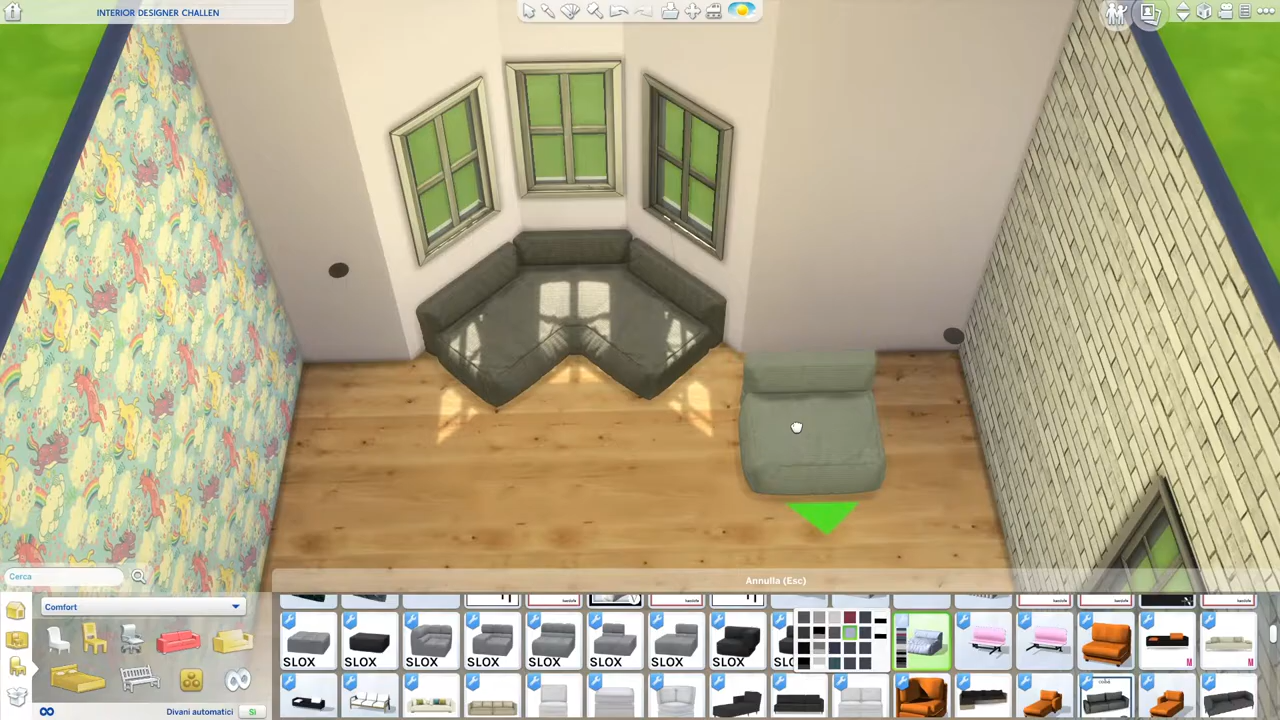 INTERIOR DESIGNER CHALLEN
Annulla (Esc)
Cerca
Comfort
SLOX
SLOX
SLOX
SLOX
SLOX
SLOX
SLOX
SLOX
M
M
Divani automatici
Sì